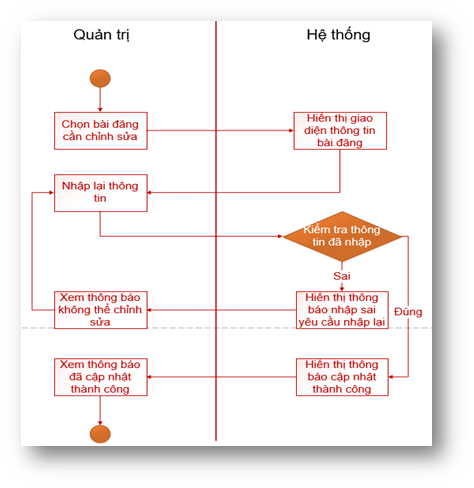 Quản trị
Hệ thống
Chọn bài đăng
cần chỉnh sửa
Hiển thị giao
diện thông tin
bài đăng
Nhập lại thông
tin
Kiểm tra thông
tin đã nhập
Sai
Đúng
Xem thông báo
không thể chỉnh
sửa
Hiển thị thông
báo nhập sai
yêu cầu nhập lại
Xem thông báo
đã cập nhật
thành công
Hiển thị thông
báo cập nhật
thành công